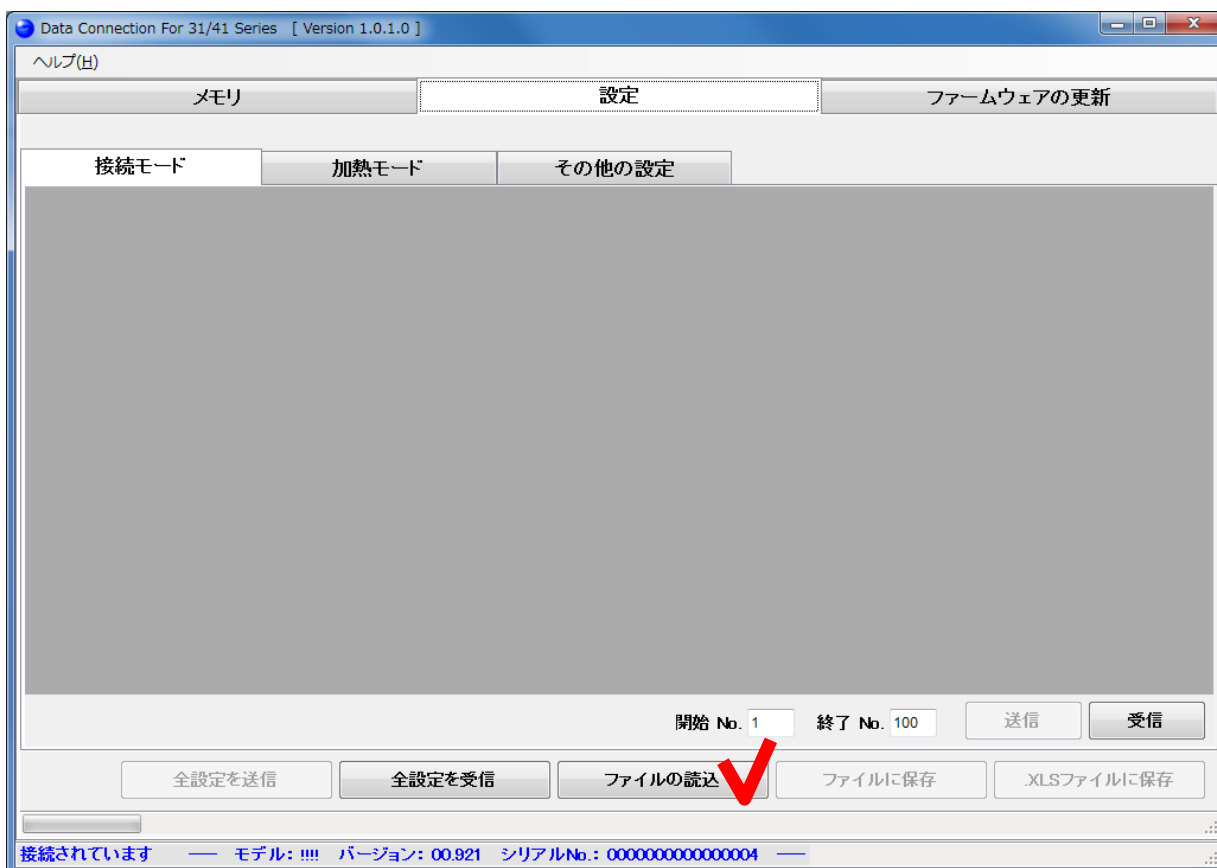 Data Connection For 31/41 Series [ Version 1.0.1.0 ]
ヘルプ(H)
メモリ 設定 ファームウェアの更新
接続モード 加熱モード その他の設定
開始 No. 1 終了 No. 100 送信 受信
全設定を送信 全設定を受信 ファイルの読込 ファイルに保存 .XLSファイルに保存
接続されています ── モデル: !!!! バージョン: 00.921 シリアルNo.: 0000000000000004 ──